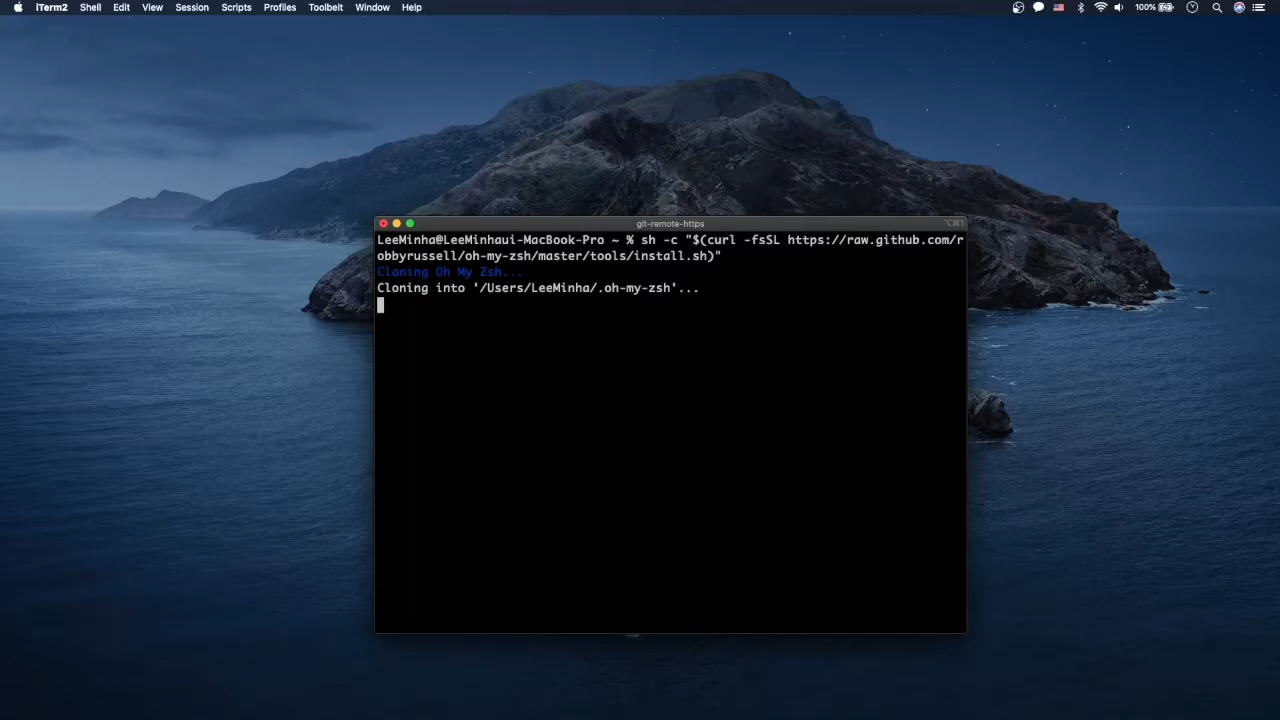 iTerm2 Shell Edit View Session Scripts Profiles Toolbelt Window Help 100%
git-remote-https ⌥⌘1
LeeMinha@LeeMinhaui-MacBook-Pro ~ % sh -c "$(curl -fsSL https://raw.github.com/r
obbyrussell/oh-my-zsh/master/tools/install.sh)"
Cloning Oh My Zsh...
Cloning into '/Users/LeeMinha/.oh-my-zsh'...